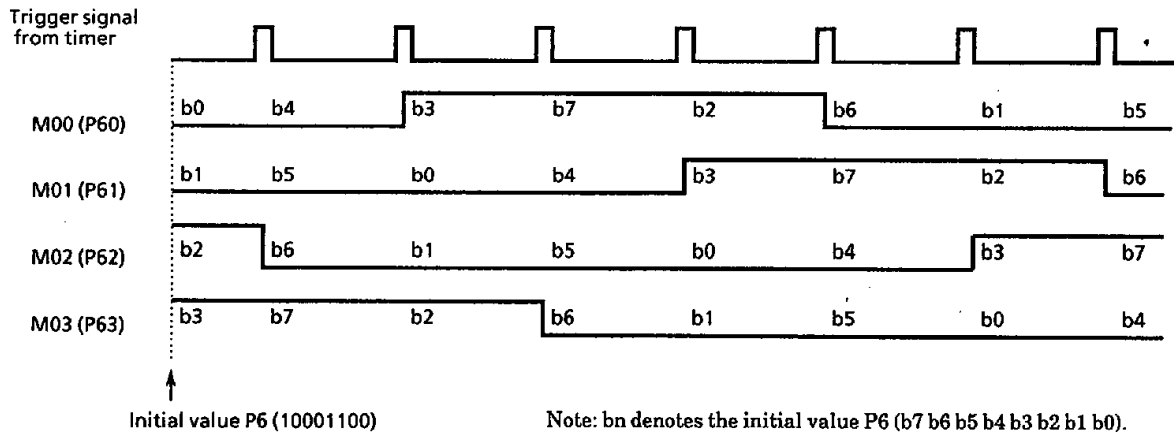 Trigger signal
from timer
b0 b4 b3 b7 b2 b6 b1 b5
M00 (P60)
b1 b5 b0 b4 b3 b7 b2 b6
M01 (P61)
b2 b6 b1 b5 b0 b4 b3 b7
M02 (P62)
b3 b7 b2 b6 b1 b5 b0 b4
M03 (P63)
Initial value P6 (10001100)
Note: bn denotes the initial value P6 (b7 b6 b5 b4 b3 b2 b1 b0).